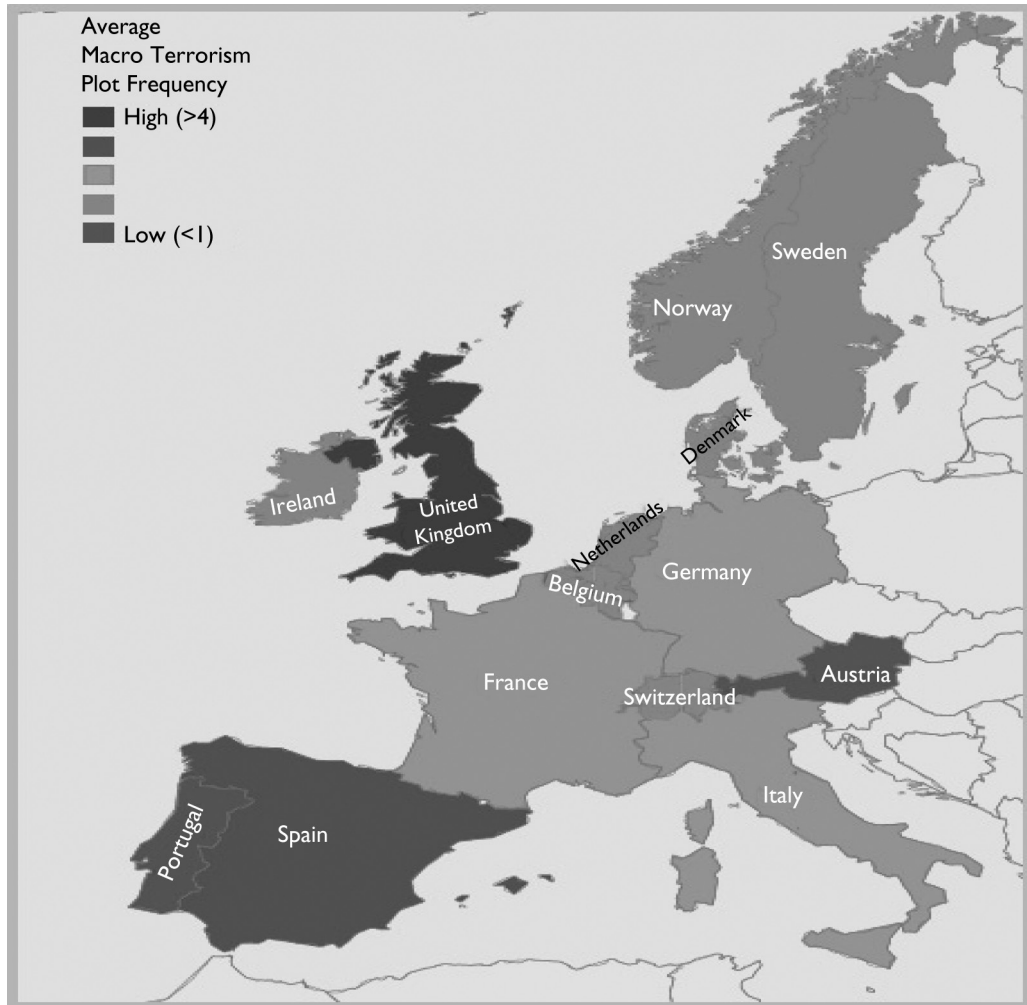 Average
Macro Terrorism
Plot Frequency
High (>4)
Low (<1)
Sweden
Norway
Denmark
Ireland
United
Kingdom
Netherlands
Belgium
Germany
France
Switzerland
Austria
Italy
Portugal
Spain